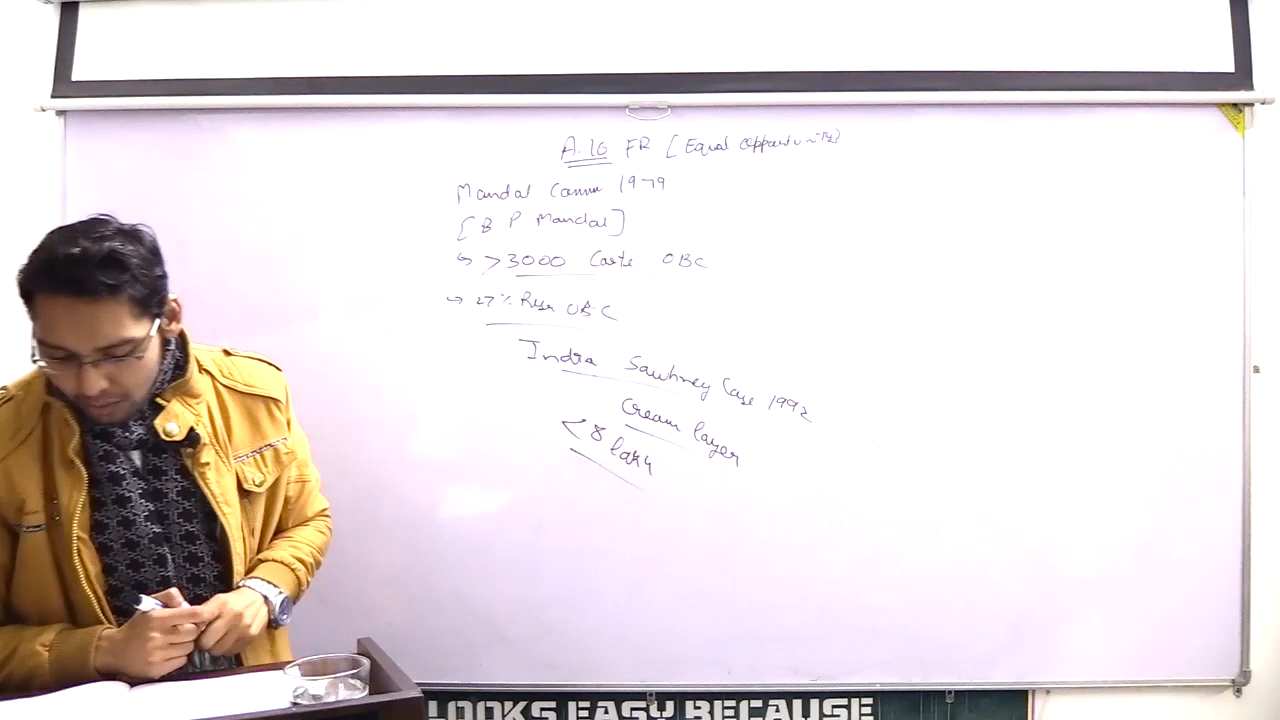 A.16 FR [Equal opportunity]
Mandal Comm 1979
[B P Mandal]
↳ >3000 Caste OBC
→ 27% Resr OBC
Indra Sawhney Case 1992
Cream layer
<8 lakh
LOOKS EASY BECAUSE